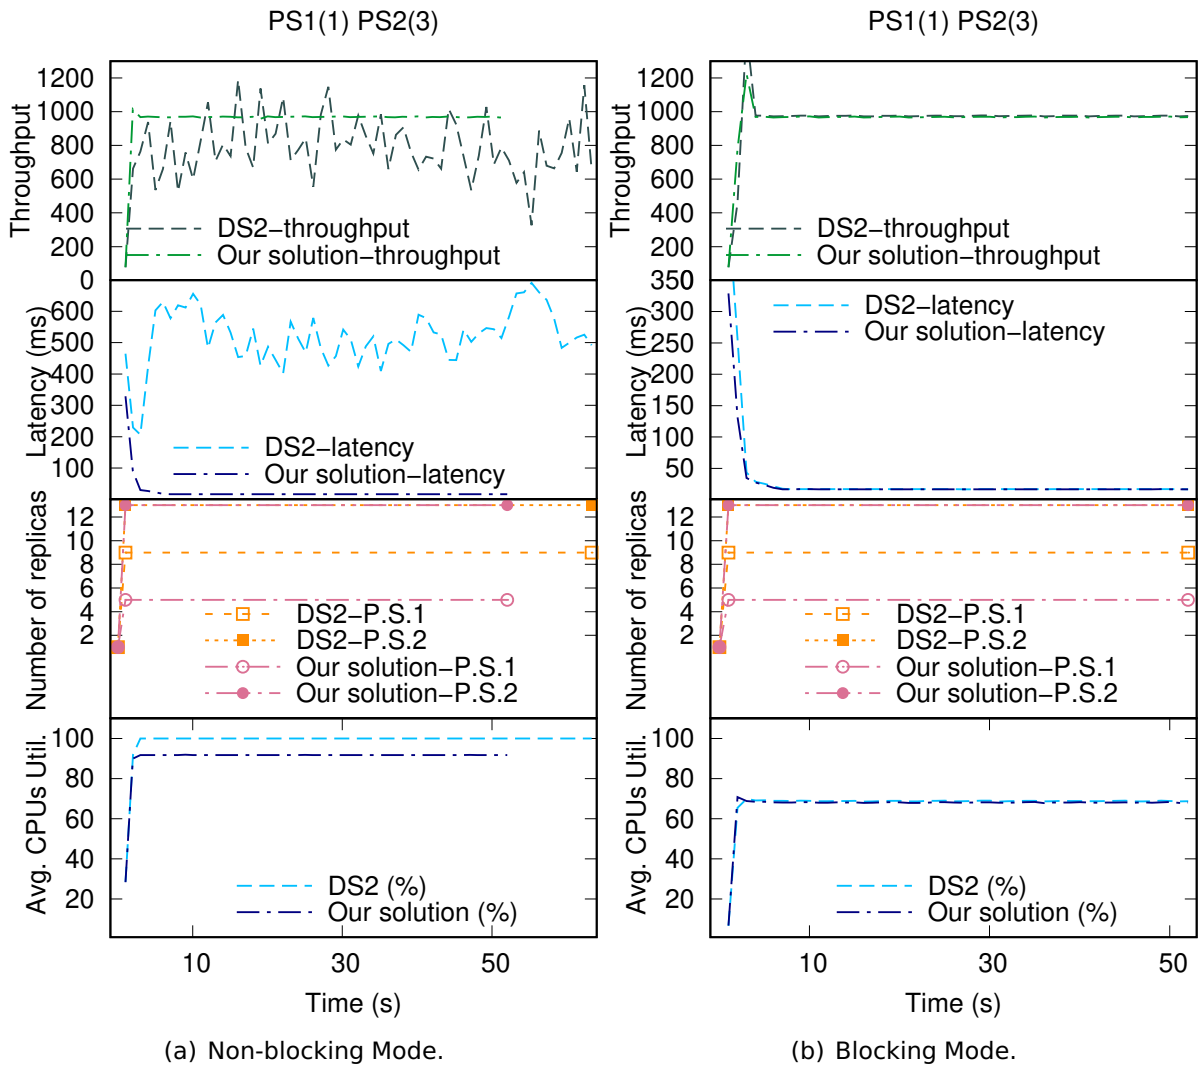 PS1(1) PS2(3)
Throughput
1200
1000
800
600
400
200
0
DS2-throughput
Our solution-throughput
Latency (ms)
600
500
400
300
200
100
DS2-latency
Our solution-latency
Number of replicas
12
10
8
6
4
2
DS2-P.S.1
DS2-P.S.2
Our solution-P.S.1
Our solution-P.S.2
Avg. CPUs Util.
100
80
60
40
20
DS2 (%)
Our solution (%)
10 30 50
Time (s)
(a) Non-blocking Mode.
PS1(1) PS2(3)
Throughput
1200
1000
800
600
400
200
0
DS2-throughput
Our solution-throughput
Latency (ms)
350
300
250
200
150
100
50
DS2-latency
Our solution-latency
Number of replicas
12
10
8
6
4
2
DS2-P.S.1
DS2-P.S.2
Our solution-P.S.1
Our solution-P.S.2
Avg. CPUs Util.
100
80
60
40
20
DS2 (%)
Our solution (%)
10 30 50
Time (s)
(b) Blocking Mode.